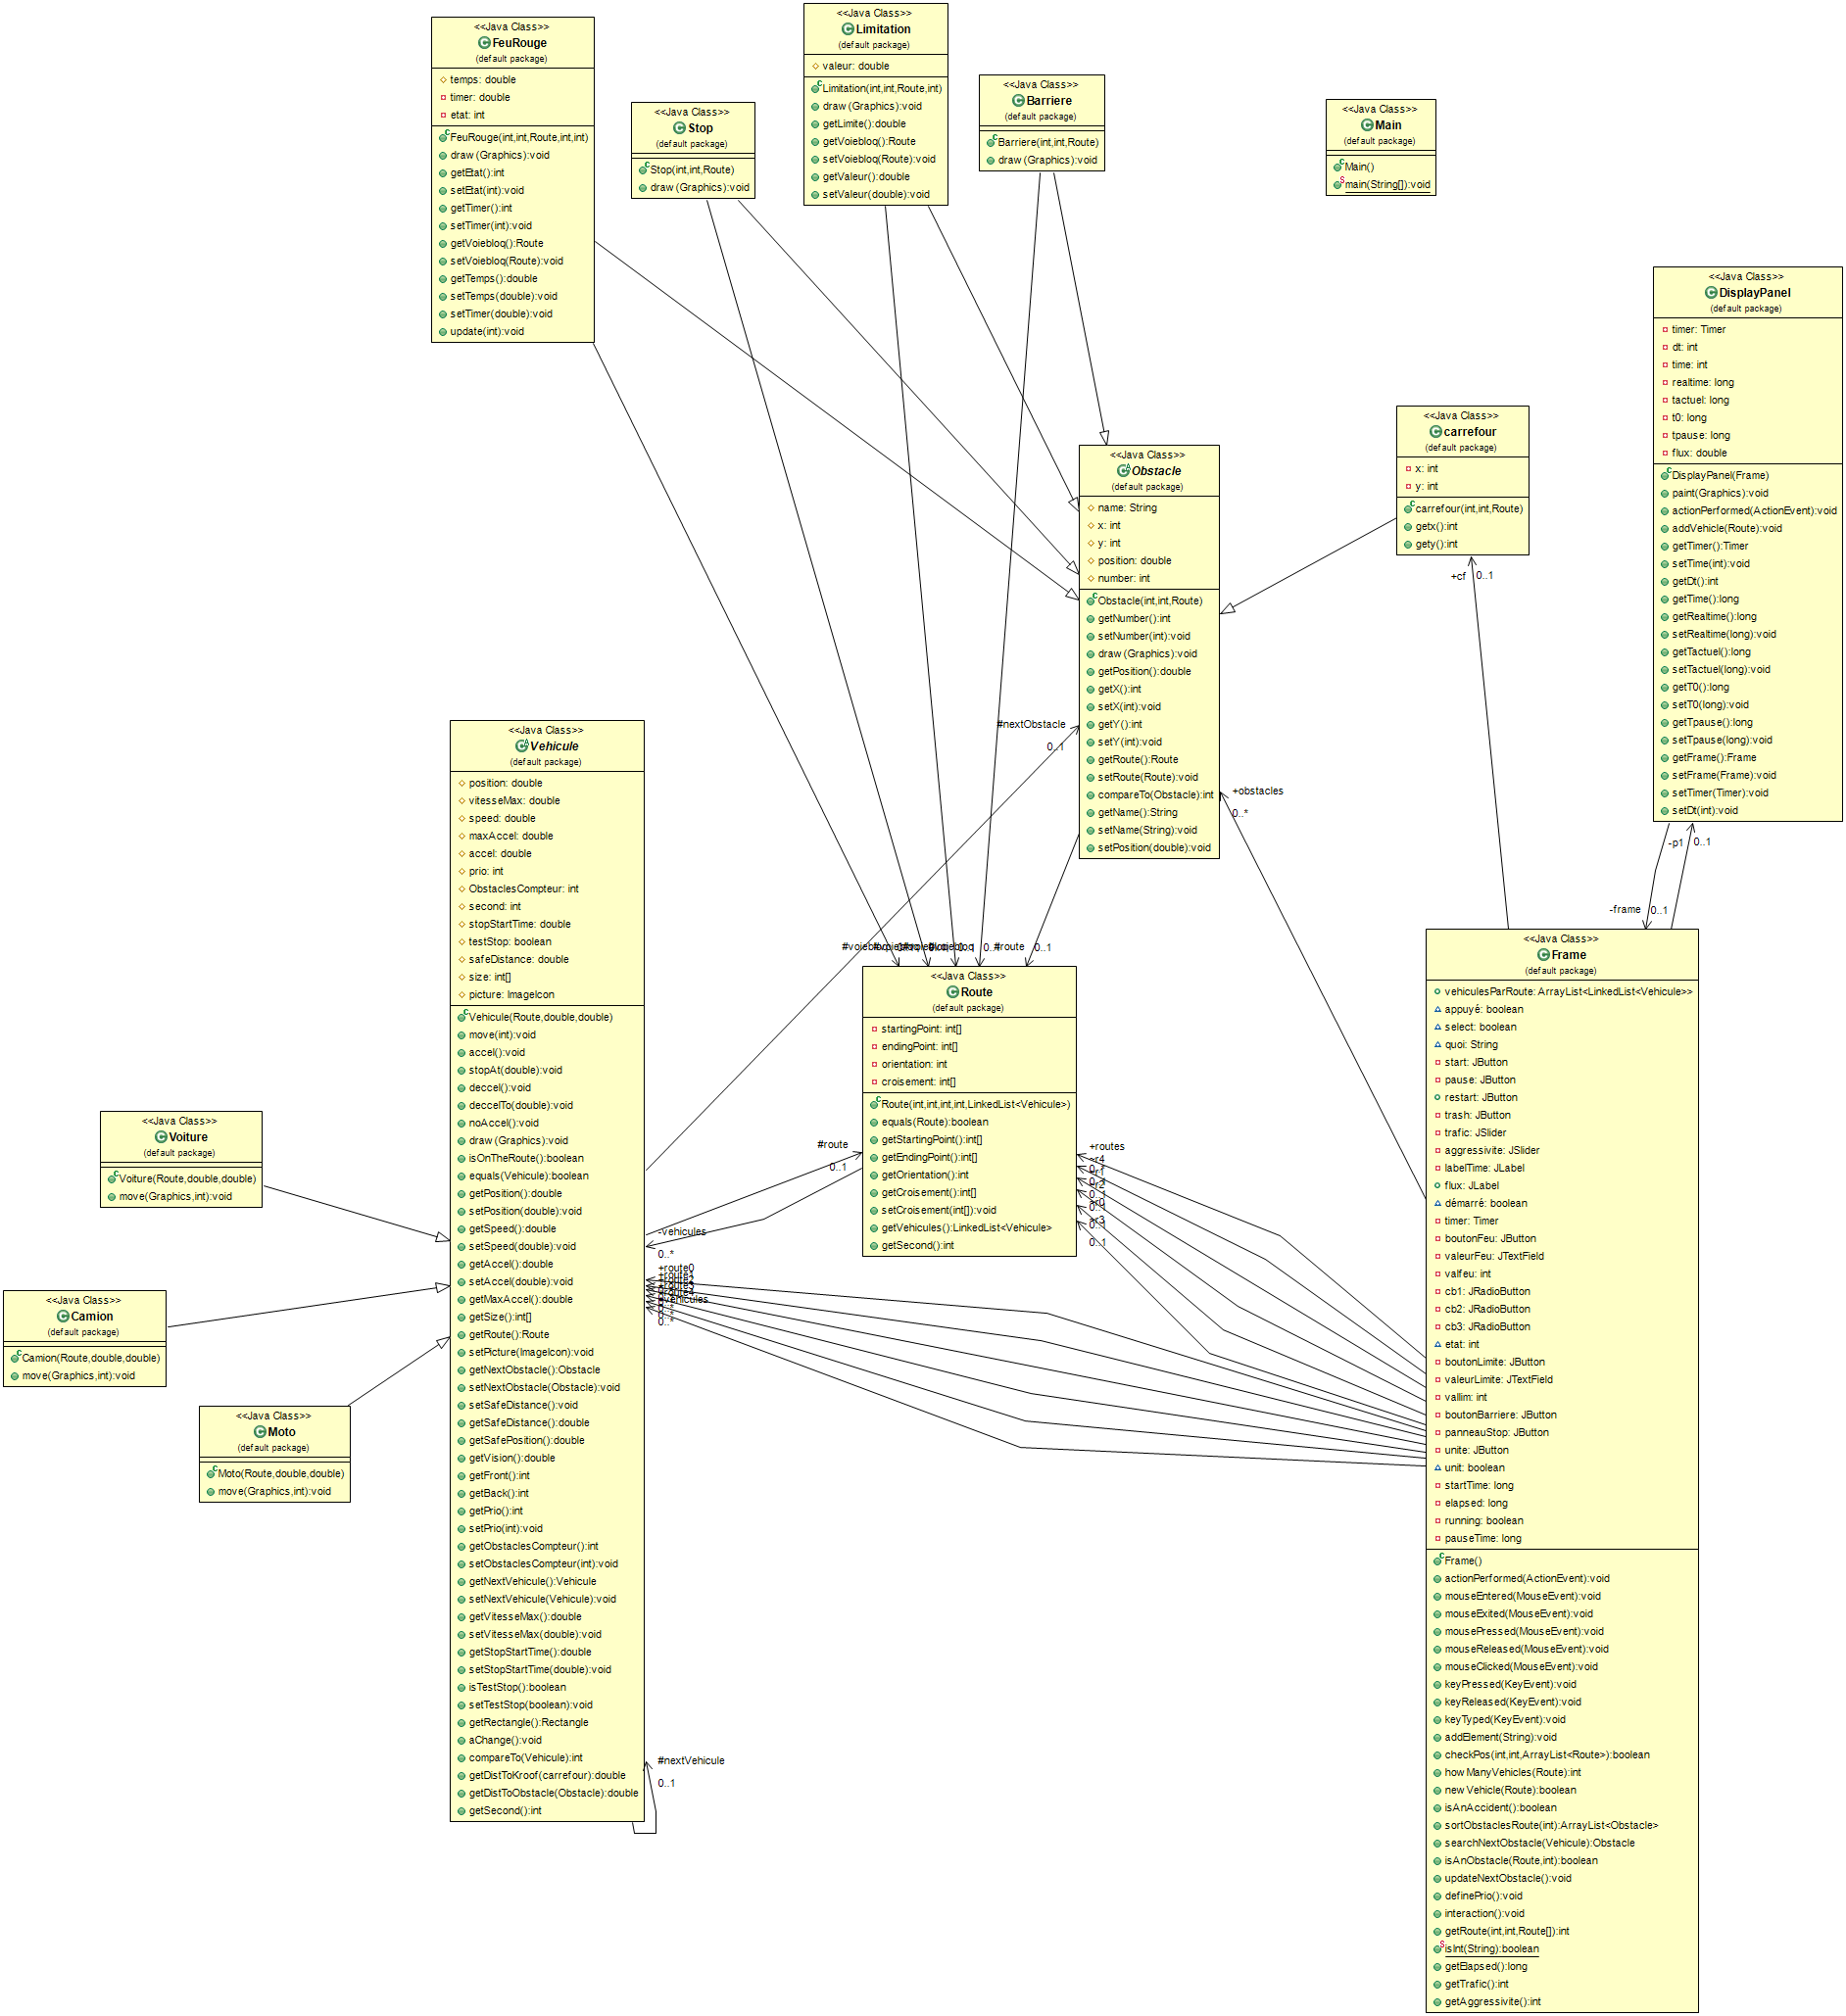 <<Java Class>>
FeuRouge
(default package)
temps: double
timer: double
etat: int
FeuRouge(int,int,Route,int,int)
draw(Graphics):void
getEtat():int
setEtat(int):void
getTimer():int
setTimer(int):void
getVoiebloq():Route
setVoiebloq(Route):void
getTemps():double
setTemps(double):void
setTimer(double):void
update(int):void
<<Java Class>>
Stop
(default package)
Stop(int,int,Route)
draw(Graphics):void
<<Java Class>>
Limitation
(default package)
valeur: double
Limitation(int,int,Route,int)
draw(Graphics):void
getLimite():double
getVoiebloq():Route
setVoiebloq(Route):void
getValeur():double
setValeur(double):void
<<Java Class>>
Barriere
(default package)
Barriere(int,int,Route)
draw(Graphics):void
<<Java Class>>
Main
(default package)
Main()
main(String[]):void
<<Java Class>>
DisplayPanel
(default package)
timer: Timer
dt: int
time: int
realtime: long
tactuel: long
t0: long
tpause: long
flux: double
DisplayPanel(Frame)
paint(Graphics):void
actionPerformed(ActionEvent):void
addVehicle(Route):void
getTimer():Timer
setTime(int):void
getDt():int
getTime():long
getRealtime():long
setRealtime(long):void
getTactuel():long
setTactuel(long):void
getT0():long
setT0(long):void
getTpause():long
setTpause(long):void
getFrame():Frame
setFrame(Frame):void
setTimer(Timer):void
setDt(int):void
<<Java Class>>
carrefour
(default package)
x: int
y: int
carrefour(int,int,Route)
getx():int
gety():int
+cf 0..1
<<Java Class>>
Obstacle
(default package)
name: String
x: int
y: int
position: double
number: int
Obstacle(int,int,Route)
getNumber():int
setNumber(int):void
draw(Graphics):void
getPosition():double
getX():int
setX(int):void
getY():int
setY(int):void
getRoute():Route
setRoute(Route):void
compareTo(Obstacle):int
getName():String
setName(String):void
setPosition(double):void
#nextObstacle
0..1
+obstacles
0..*
-p1 0..1
-frame 0..1
#route 0..1
<<Java Class>>
Vehicule
(default package)
position: double
vitesseMax: double
speed: double
maxAccel: double
accel: double
prio: int
ObstaclesCompteur: int
second: int
stopStartTime: double
testStop: boolean
safeDistance: double
size: int[]
picture: ImageIcon
Vehicule(Route,double,double)
move(int):void
accel():void
stopAt(double):void
deccel():void
deccelTo(double):void
noAccel():void
draw(Graphics):void
isOnTheRoute():boolean
equals(Vehicule):boolean
getPosition():double
setPosition(double):void
getSpeed():double
setSpeed(double):void
getAccel():double
setAccel(double):void
getMaxAccel():double
getSize():int[]
getRoute():Route
setPicture(ImageIcon):void
getNextObstacle():Obstacle
setNextObstacle(Obstacle):void
setSafeDistance():void
getSafeDistance():double
getSafePosition():double
getVision():double
getFront():int
getBack():int
getPrio():int
setPrio(int):void
getObstaclesCompteur():int
setObstaclesCompteur(int):void
getNextVehicule():Vehicule
setNextVehicule(Vehicule):void
getVitesseMax():double
setVitesseMax(double):void
getStopStartTime():double
setStopStartTime(double):void
isTestStop():boolean
setTestStop(boolean):void
getRectangle():Rectangle
aChange():void
compareTo(Vehicule):int
getDistToKroof(carrefour):double
getDistToObstacle(Obstacle):double
getSecond():int
#nextVehicule
0..1
<<Java Class>>
Route
(default package)
startingPoint: int[]
endingPoint: int[]
orientation: int
croisement: int[]
Route(int,int,int,int,LinkedList<Vehicule>)
equals(Route):boolean
getStartingPoint():int[]
getEndingPoint():int[]
getOrientation():int
getCroisement():int[]
setCroisement(int[]):void
getVehicules():LinkedList<Vehicule>
getSecond():int
#route
0..1
-vehicules
0..*
+route0
+routes
0..1
0..*
<<Java Class>>
Voiture
(default package)
Voiture(Route,double,double)
move(Graphics,int):void
<<Java Class>>
Camion
(default package)
Camion(Route,double,double)
move(Graphics,int):void
<<Java Class>>
Moto
(default package)
Moto(Route,double,double)
move(Graphics,int):void
<<Java Class>>
Frame
(default package)
vehiculesParRoute: ArrayList<LinkedList<Vehicule>>
appuyé: boolean
select: boolean
quoi: String
start: JButton
pause: JButton
restart: JButton
trash: JButton
trafic: JSlider
aggressivite: JSlider
labelTime: JLabel
flux: JLabel
démarré: boolean
timer: Timer
boutonFeu: JButton
valeurFeu: JTextField
valfeu: int
cb1: JRadioButton
cb2: JRadioButton
cb3: JRadioButton
etat: int
boutonLimite: JButton
valeurLimite: JTextField
vallim: int
boutonBarriere: JButton
panneauStop: JButton
unite: JButton
unit: boolean
startTime: long
elapsed: long
running: boolean
pauseTime: long
Frame()
actionPerformed(ActionEvent):void
mouseEntered(MouseEvent):void
mouseExited(MouseEvent):void
mousePressed(MouseEvent):void
mouseReleased(MouseEvent):void
mouseClicked(MouseEvent):void
keyPressed(KeyEvent):void
keyReleased(KeyEvent):void
keyTyped(KeyEvent):void
addElement(String):void
checkPos(int,int,ArrayList<Route>):boolean
howManyVehicles(Route):int
newVehicle(Route):boolean
isAnAccident():boolean
sortObstaclesRoute(int):ArrayList<Obstacle>
searchNextObstacle(Vehicule):Obstacle
isAnObstacle(Route,int):boolean
updateNextObstacle():void
definePrio():void
interaction():void
getRoute(int,int,Route[]):int
isInt(String):boolean
getElapsed():long
getTrafic():int
getAggressivite():int